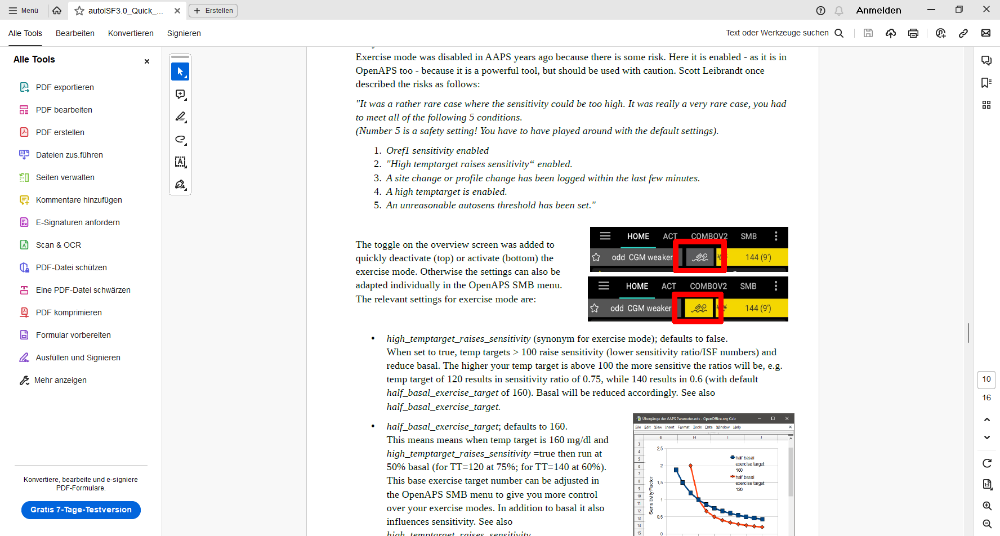 Menü
autoISF3.0_Quick_...
Erstellen
Anmelden
Alle Tools
Bearbeiten
Konvertieren
Signieren
Text oder Werkzeuge suchen
Alle Tools
PDF exportieren
PDF bearbeiten
PDF erstellen
Dateien zus.führen
Seiten verwalten
Kommentare hinzufügen
E-Signaturen anfordern
Scan & OCR
PDF-Datei schützen
Eine PDF-Datei schwärzen
PDF komprimieren
Formular vorbereiten
Ausfüllen und Signieren
Mehr anzeigen
Konvertiere, bearbeite und e-signiere
PDF-Formulare.
Gratis 7-Tage-Testversion
Exercise mode was disabled in AAPS years ago because there is some risk. Here it is enabled - as it is in
OpenAPS too - because it is a powerful tool, but should be used with caution. Scott Leibrandt once
described the risks as follows:
"It was a rather rare case where the sensitivity could be too high. It was really a very rare case, you had
to meet all of the following 5 conditions.
(Number 5 is a safety setting! You have to have played around with the default settings).
1. Oref1 sensitivity enabled
2. "High temptarget raises sensitivity“ enabled.
3. A site change or profile change has been logged within the last few minutes.
4. A high temptarget is enabled.
5. An unreasonable autosens threshold has been set."
The toggle on the overview screen was added to
quickly deactivate (top) or activate (bottom) the
exercise mode. Otherwise the settings can also be
adapted individually in the OpenAPS SMB menu.
The relevant settings for exercise mode are:
HOME ACT COMBOV2 SMB
odd CGM weaker 144 (9')
HOME ACT COMBOV2 SMB
odd CGM weaker 144 (9')
• high_temptarget_raises_sensitivity (synonym for exercise mode); defaults to false.
When set to true, temp targets > 100 raise sensitivity (lower sensitivity ratio/ISF numbers) and
reduce basal. The higher your temp target is above 100 the more sensitive the ratios will be, e.g.
temp target of 120 results in sensitivity ratio of 0.75, while 140 results in 0.6 (with default
half_basal_exercise_target of 160). Basal will be reduced accordingly. See also
half_basal_exercise_target.
• half_basal_exercise_target; defaults to 160.
This means means when temp target is 160 mg/dl and
high_temptarget_raises_sensitivity =true then run at
50% basal (for TT=120 at 75%; for TT=140 at 60%).
This base exercise target number can be adjusted in
the OpenAPS SMB menu to give you more control
over your exercise modes. In addition to basal it also
influences sensitivity. See also
high_temptarget_raises_sensitivity
Übergänge der AAPS Parameter.ods - OpenOffice.org Calc
File Edit View Insert Format Tools Data Window Help
G H I J
3
4
5
6
7
8
9
10
11
12
13
14
15
2.5
2
1.5
1
0.5
0
Sensitivity Factor
half basal
exercise target
160
half basal
exercise target
120
10
16